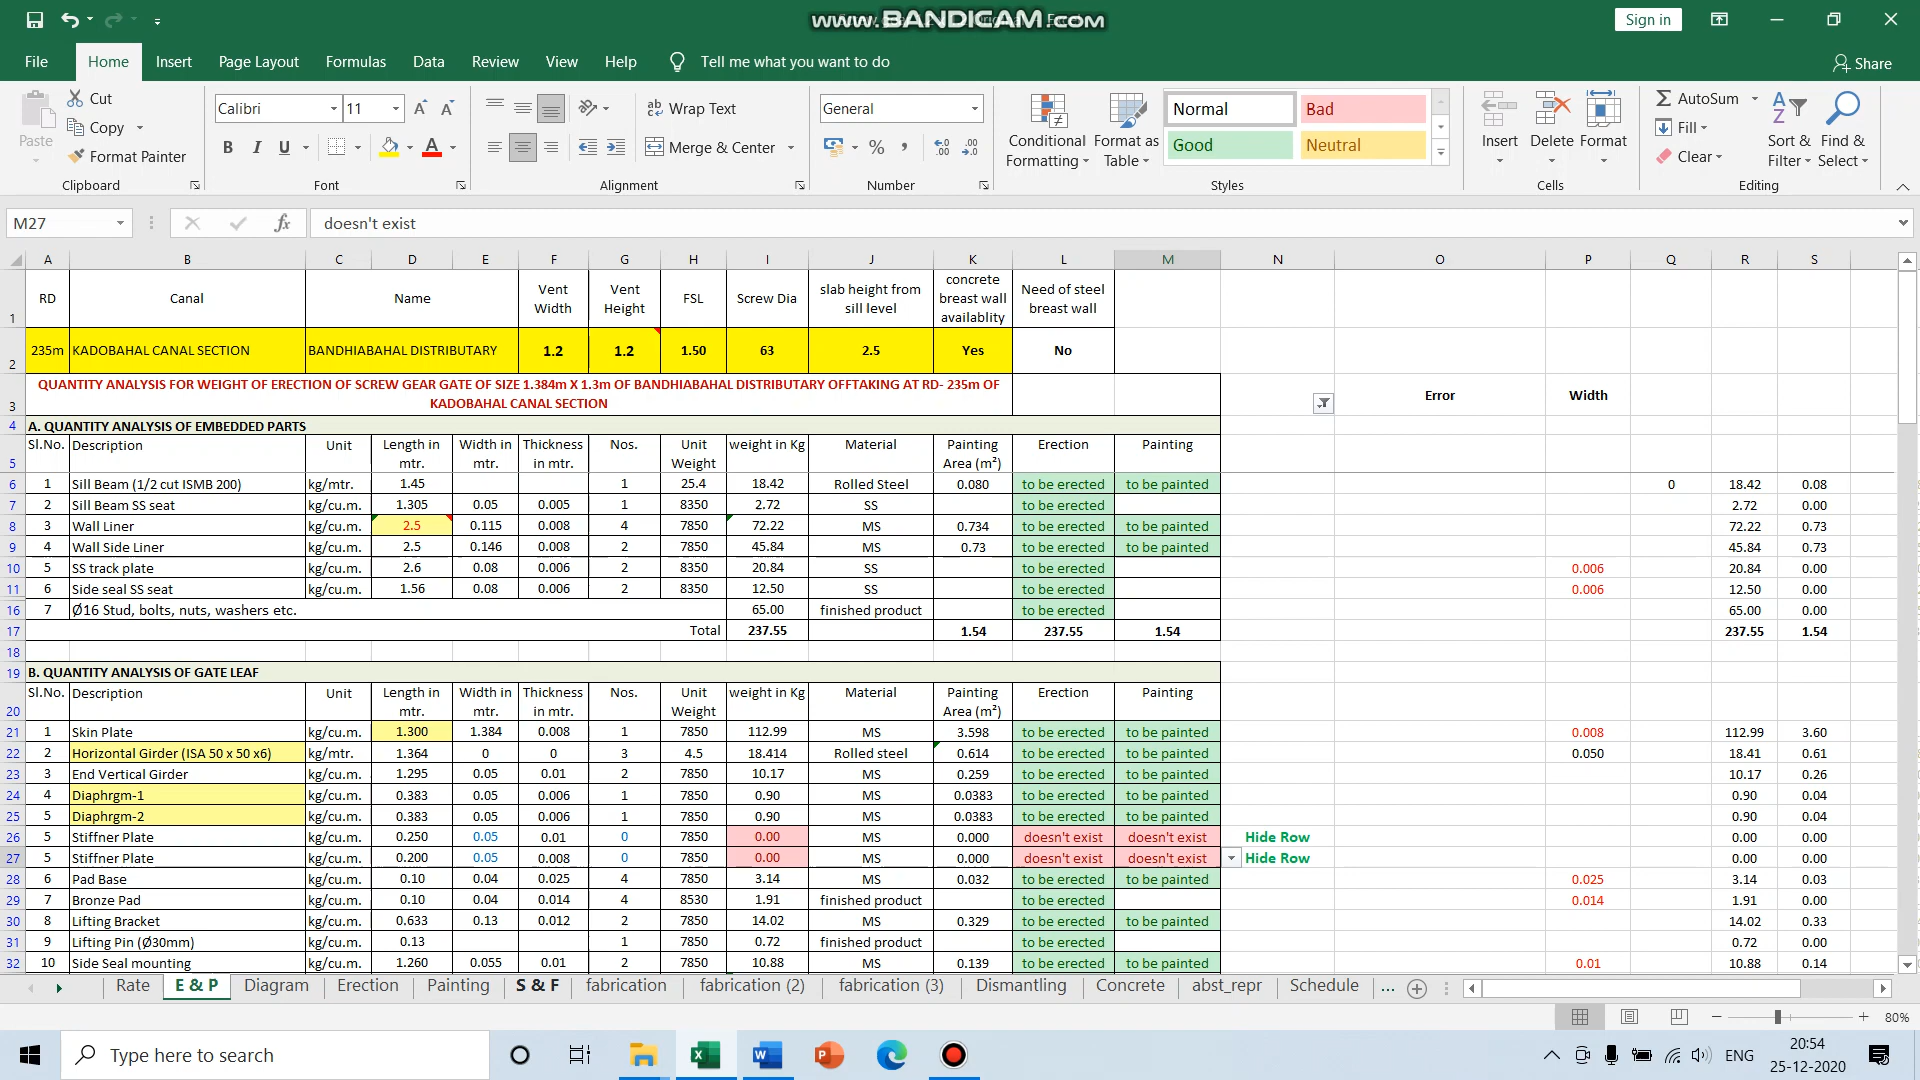 www.BANDICAM.com
Sign in
File Home Insert Page Layout Formulas Data Review View Help Tell me what you want to do Share
Paste Cut Copy Format Painter Clipboard
Calibri 11 B I U Font
Wrap Text Merge & Center Alignment
General % Number
Conditional Formatting Format as Table
Normal Bad Good Neutral Styles
Insert Delete Format Cells
AutoSum Fill Clear Sort & Filter Find & Select Editing
M27 fx doesn't exist
A B C D E F G H I J K L M N O P Q R S
1 RD Canal Name Vent Width Vent Height FSL Screw Dia slab height from sill level concrete breast wall availablity Need of steel breast wall
2 235m KADOBAHAL CANAL SECTION BANDHIABAHAL DISTRIBUTARY 1.2 1.2 1.50 63 2.5 Yes No
3 QUANTITY ANALYSIS FOR WEIGHT OF ERECTION OF SCREW GEAR GATE OF SIZE 1.384m X 1.3m OF BANDHIABAHAL DISTRIBUTARY OFFTAKING AT RD- 235m OF KADOBAHAL CANAL SECTION Error Width
4 A. QUANTITY ANALYSIS OF EMBEDDED PARTS
5 Sl.No. Description Unit Length in mtr. Width in mtr. Thickness in mtr. Nos. Unit Weight weight in Kg Material Painting Area (m²) Erection Painting
6 1 Sill Beam (1/2 cut ISMB 200) kg/mtr. 1.45 1 25.4 18.42 Rolled Steel 0.080 to be erected to be painted 0 18.42 0.08
7 2 Sill Beam SS seat kg/cu.m. 1.305 0.05 0.005 1 8350 2.72 SS to be erected 2.72 0.00
8 3 Wall Liner kg/cu.m. 2.5 0.115 0.008 4 7850 72.22 MS 0.734 to be erected to be painted 72.22 0.73
9 4 Wall Side Liner kg/cu.m. 2.5 0.146 0.008 2 7850 45.84 MS 0.73 to be erected to be painted 45.84 0.73
10 5 SS track plate kg/cu.m. 2.6 0.08 0.006 2 8350 20.84 SS to be erected 0.006 20.84 0.00
11 6 Side seal SS seat kg/cu.m. 1.56 0.08 0.006 2 8350 12.50 SS to be erected 0.006 12.50 0.00
16 7 Ø16 Stud, bolts, nuts, washers etc. 65.00 finished product to be erected 65.00 0.00
17 Total 237.55 1.54 237.55 1.54 237.55 1.54
18
19 B. QUANTITY ANALYSIS OF GATE LEAF
20 Sl.No. Description Unit Length in mtr. Width in mtr. Thickness in mtr. Nos. Unit Weight weight in Kg Material Painting Area (m²) Erection Painting
21 1 Skin Plate kg/cu.m. 1.300 1.384 0.008 1 7850 112.99 MS 3.598 to be erected to be painted 0.008 112.99 3.60
22 2 Horizontal Girder (ISA 50 x 50 x6) kg/mtr. 1.364 0 0 3 4.5 18.414 Rolled steel 0.614 to be erected to be painted 0.050 18.41 0.61
23 3 End Vertical Girder kg/cu.m. 1.295 0.05 0.01 2 7850 10.17 MS 0.259 to be erected to be painted 10.17 0.26
24 4 Diaphrgm-1 kg/cu.m. 0.383 0.05 0.006 1 7850 0.90 MS 0.0383 to be erected to be painted 0.90 0.04
25 5 Diaphrgm-2 kg/cu.m. 0.383 0.05 0.006 1 7850 0.90 MS 0.0383 to be erected to be painted 0.90 0.04
26 5 Stiffner Plate kg/cu.m. 0.250 0.05 0.01 0 7850 0.00 MS 0.000 doesn't exist doesn't exist Hide Row 0.00 0.00
27 5 Stiffner Plate kg/cu.m. 0.200 0.05 0.008 0 7850 0.00 MS 0.000 doesn't exist doesn't exist Hide Row 0.00 0.00
28 6 Pad Base kg/cu.m. 0.10 0.04 0.025 4 7850 3.14 MS 0.032 to be erected to be painted 0.025 3.14 0.03
29 7 Bronze Pad kg/cu.m. 0.10 0.04 0.014 4 8530 1.91 finished product to be erected 0.014 1.91 0.00
30 8 Lifting Bracket kg/cu.m. 0.633 0.13 0.012 2 7850 14.02 MS 0.329 to be erected to be painted 14.02 0.33
31 9 Lifting Pin (Ø30mm) kg/cu.m. 0.13 1 7850 0.72 finished product to be erected 0.72 0.00
32 10 Side Seal mounting kg/cu.m. 1.260 0.055 0.01 2 7850 10.88 MS 0.139 to be erected to be painted 0.01 10.88 0.14
Rate E & P Diagram Erection Painting S & F fabrication fabrication (2) fabrication (3) Dismantling Concrete abst_repr Schedule ...
80%
Type here to search ENG 20:54
25-12-2020